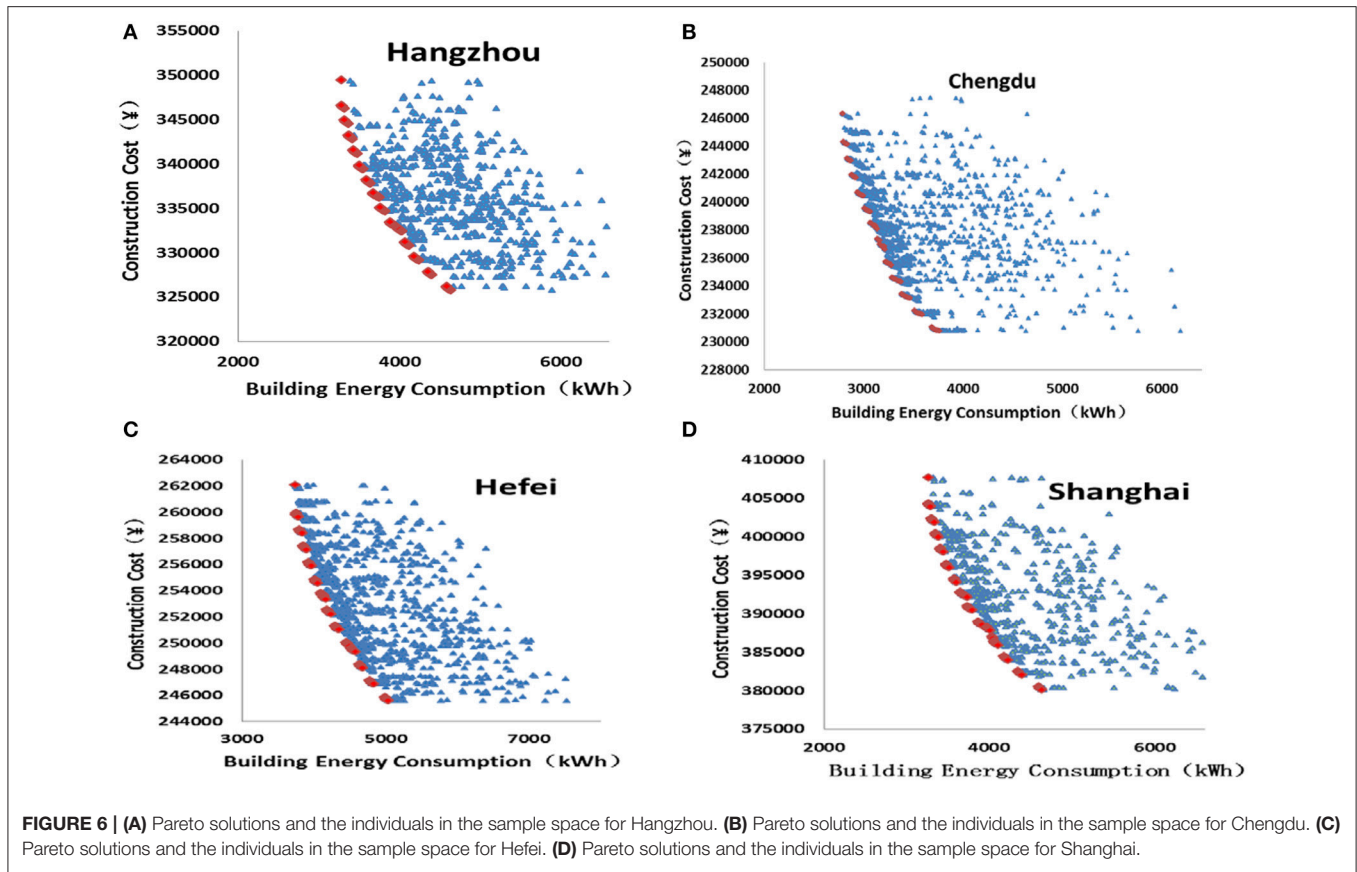 A
Hangzhou
355000
350000
345000
340000
335000
330000
325000
320000
Construction Cost（¥）
2000 4000 6000
Building Energy Consumption（kWh）
B
Chengdu
250000
248000
246000
244000
242000
240000
238000
236000
234000
232000
230000
228000
Construction Cost（¥）
2000 3000 4000 5000 6000
Building Energy Consumption（kWh）
C
Hefei
264000
262000
260000
258000
256000
254000
252000
250000
248000
246000
244000
Construction Cost（¥）
3000 5000 7000
Building Energy Consumption（kWh）
D
Shanghai
410000
405000
400000
395000
390000
385000
380000
375000
Construction Cost（¥）
2000 4000 6000
Building Energy Consumption（kWh）
FIGURE 6 | (A) Pareto solutions and the individuals in the sample space for Hangzhou. (B) Pareto solutions and the individuals in the sample space for Chengdu. (C)
Pareto solutions and the individuals in the sample space for Hefei. (D) Pareto solutions and the individuals in the sample space for Shanghai.